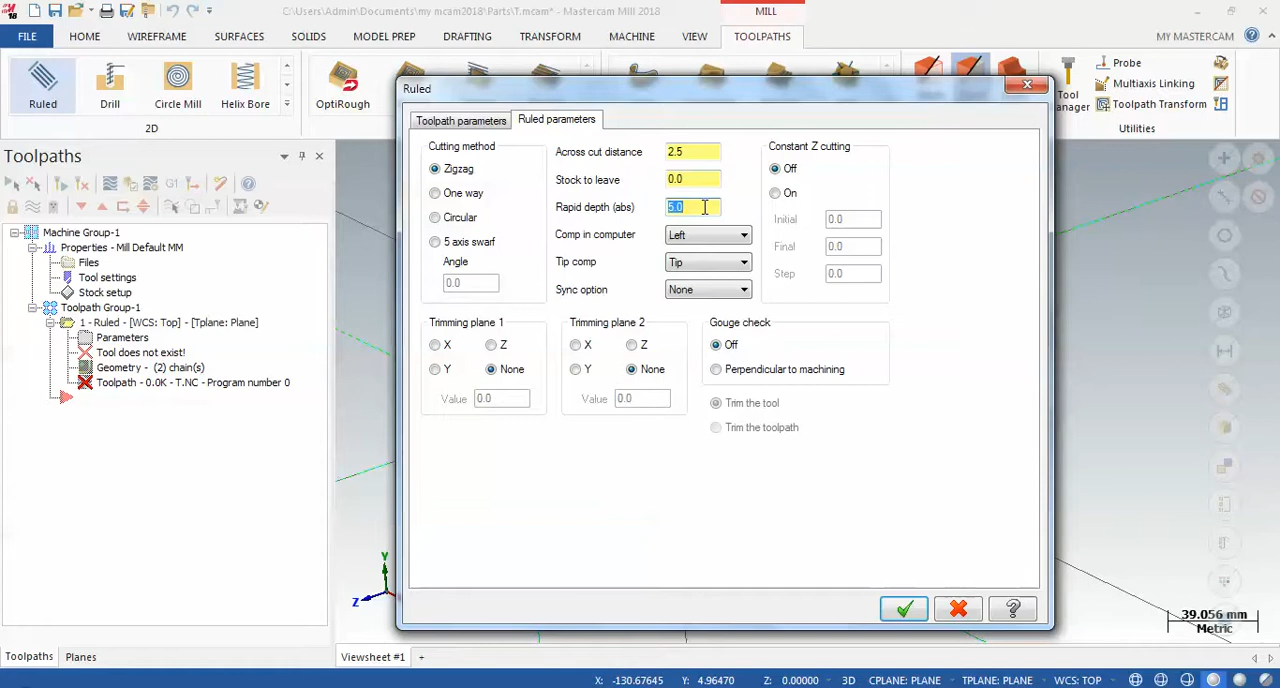 C:\Users\Admin\Documents\my mcam2018\Parts\T.mcam* - Mastercam Mill 2018
MILL
FILE HOME WIREFRAME SURFACES SOLIDS MODEL PREP DRAFTING TRANSFORM MACHINE VIEW TOOLPATHS MY MASTERCAM
Ruled Drill Circle Mill Helix Bore OptiRough
Tool
Probe
Multiaxis Linking
Toolpath Transform
2D
Utilities
Toolpaths
G1
Machine Group-1
Properties - Mill Default MM
Files
Tool settings
Stock setup
Toolpath Group-1
1 - Ruled - [WCS: Top] - [Tplane: Plane]
Parameters
Tool does not exist!
Geometry - (2) chain(s)
Toolpath - 0.0K - T.NC - Program number 0
Ruled
Toolpath parameters Ruled parameters
Cutting method
Zigzag
One way
Circular
5 axis swarf
Angle
0.0
Across cut distance 2.5
Stock to leave 0.0
Rapid depth (abs) 5.0
Comp in computer Left
Tip comp Tip
Sync option None
Constant Z cutting
Off
On
Initial 0.0
Final 0.0
Step 0.0
Trimming plane 1
X Z
Y None
Value 0.0
Trimming plane 2
X Z
Y None
Value 0.0
Gouge check
Off
Perpendicular to machining
Trim the tool
Trim the toolpath
Y
Z
39.056 mm
Metric
Toolpaths Planes
Viewsheet #1 +
X: -130.67645 Y: 4.96470 Z: 0.00000 3D CPLANE: PLANE TPLANE: PLANE WCS: TOP